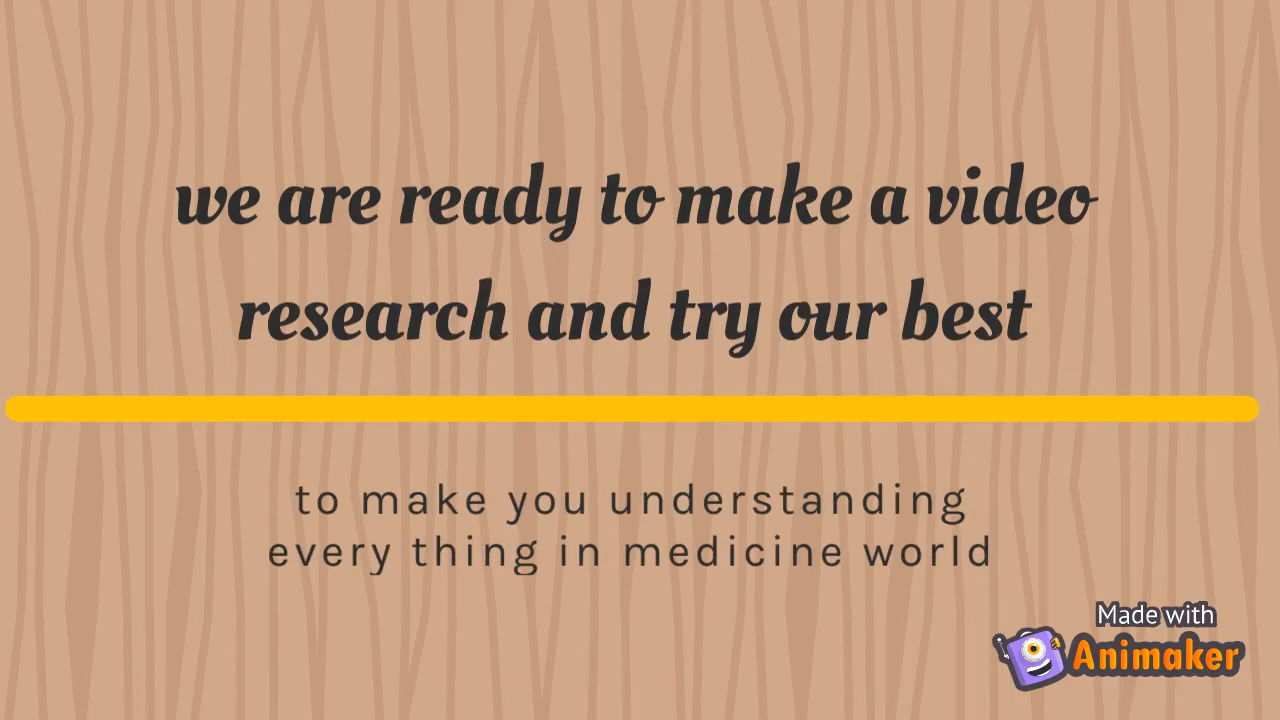 we are ready to make a video
research and try our best
to make you understanding
every thing in medicine world
Made with
Animaker